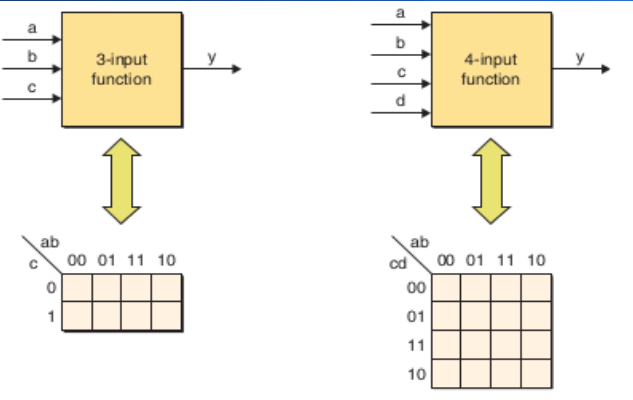 a
b
c
3-input
function
y
a
b
c
d
4-input
function
y
ab
c
00 01 11 10
0
1
ab
cd
00 01 11 10
00
01
11
10